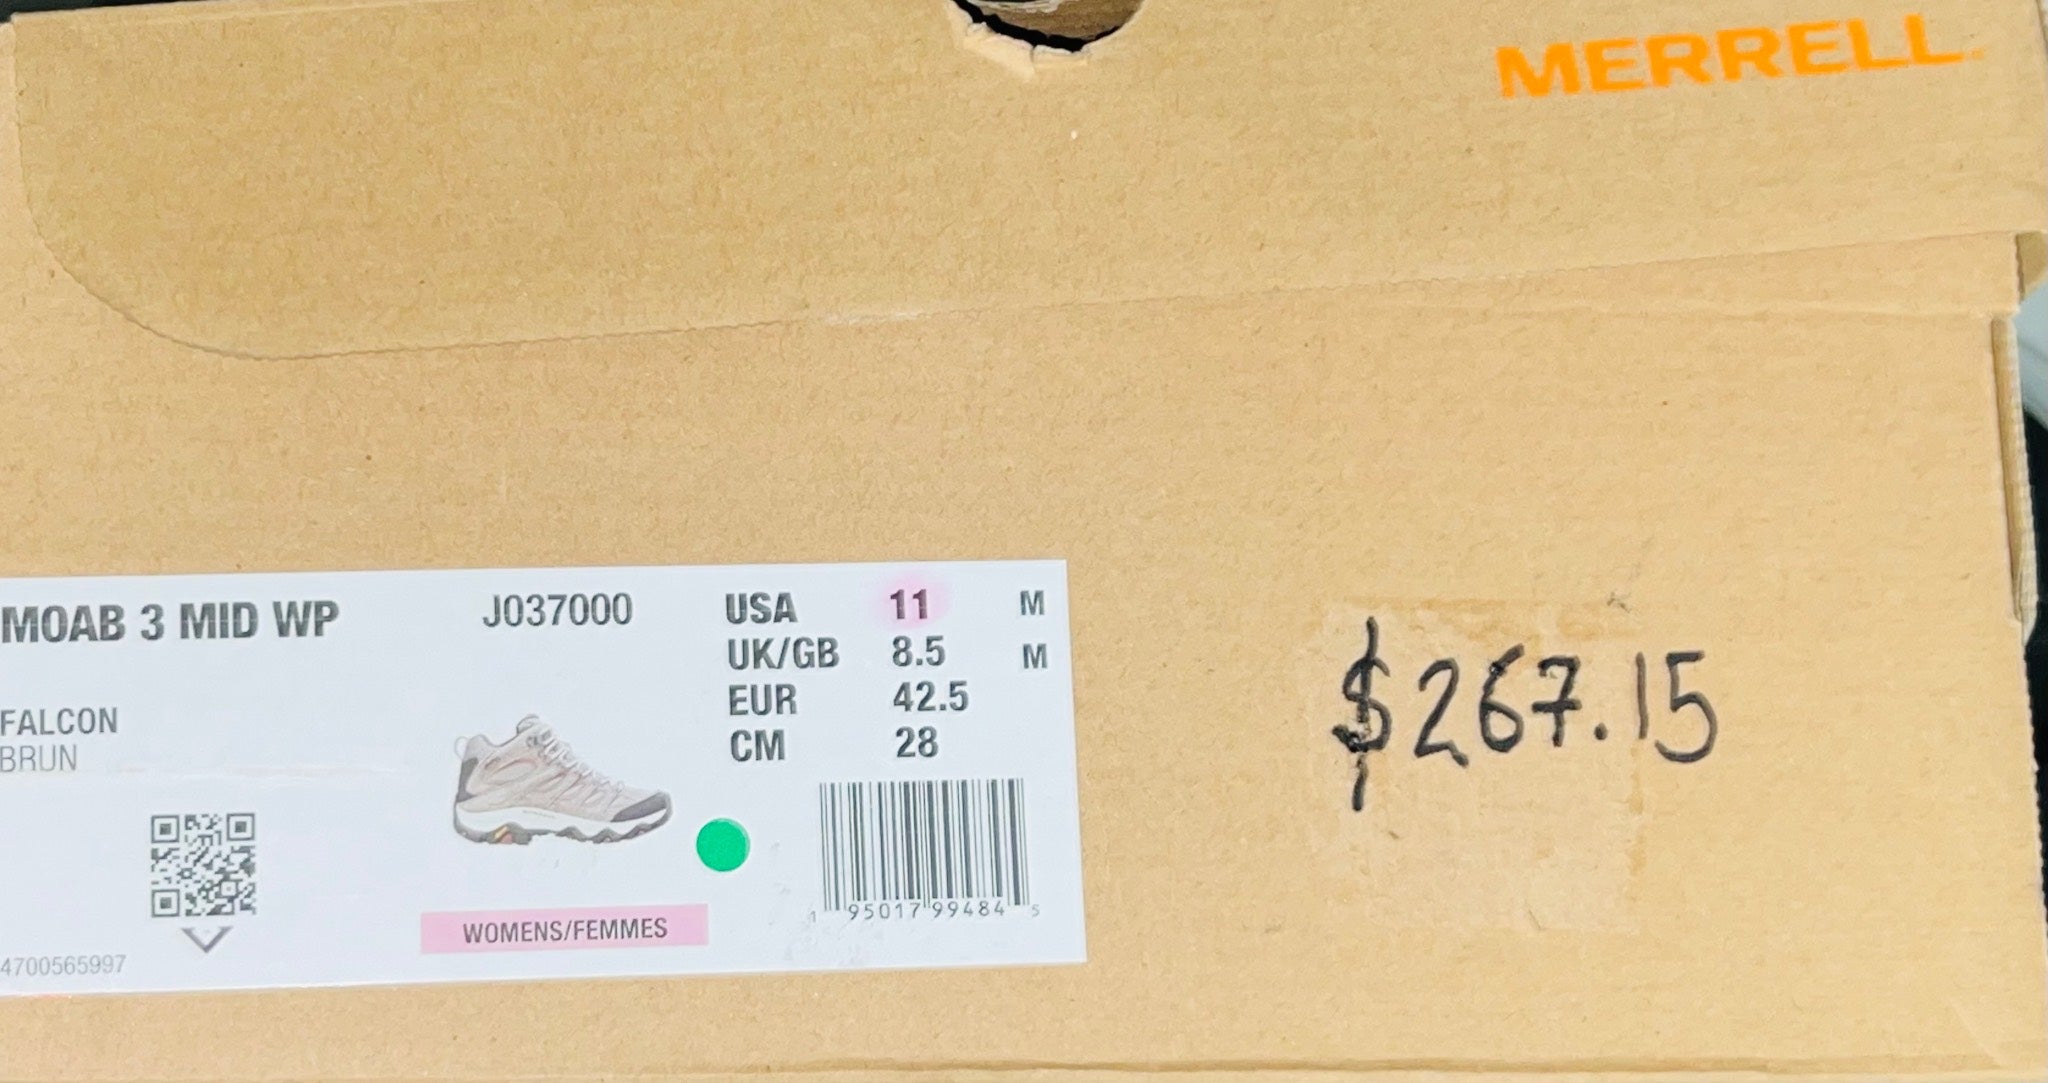 MERRELL
MOAB 3 MID WP
J037000
USA 11 M
UK/GB 8.5 M
EUR 42.5
CM 28
FALCON
BRUN
$267.15
1 95017 99484 5
WOMENS/FEMMES
4700565997